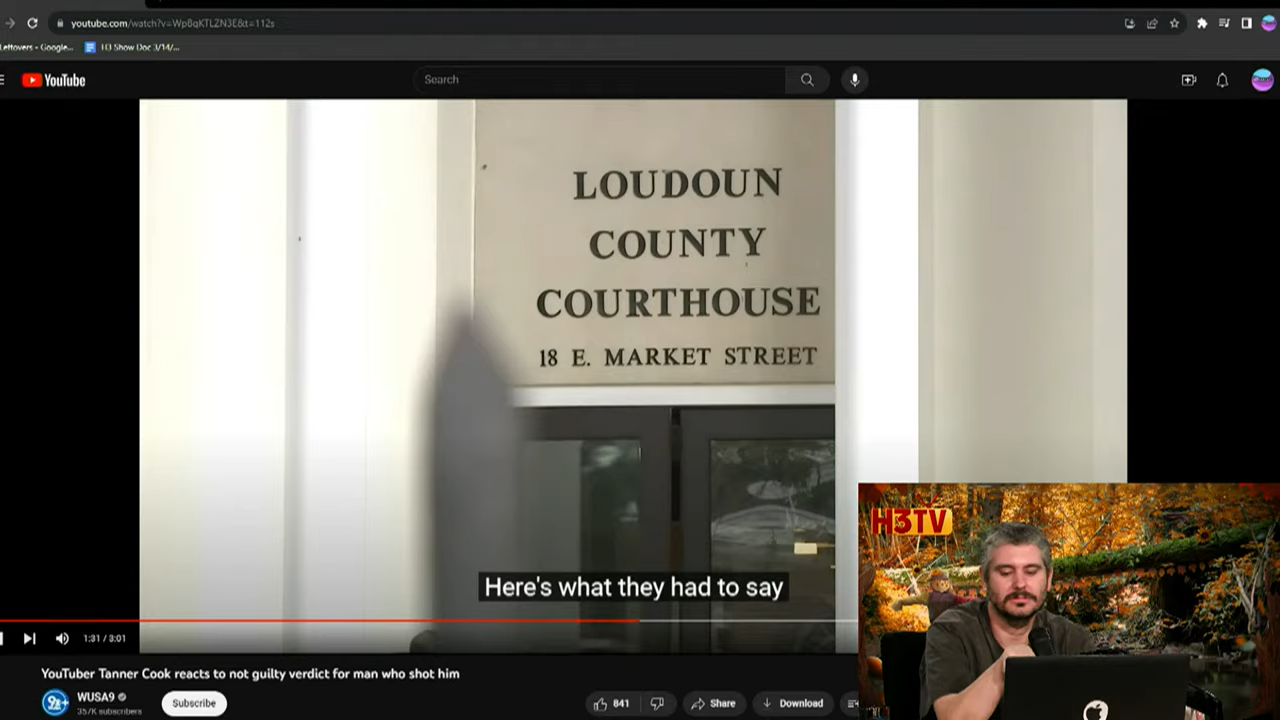 youtube.com/watch?v=WpBqKTLZN3E&t=112s
Leftovers - Google...
H3 Show Doc 3/14/...
YouTube
Search
LOUDOUN
COUNTY
COURTHOUSE
18 E. MARKET STREET
H3TV
Here's what they had to say
1:31 / 3:01
YouTuber Tanner Cook reacts to not guilty verdict for man who shot him
WUSA9
357K subscribers
Subscribe
841
Share
Download